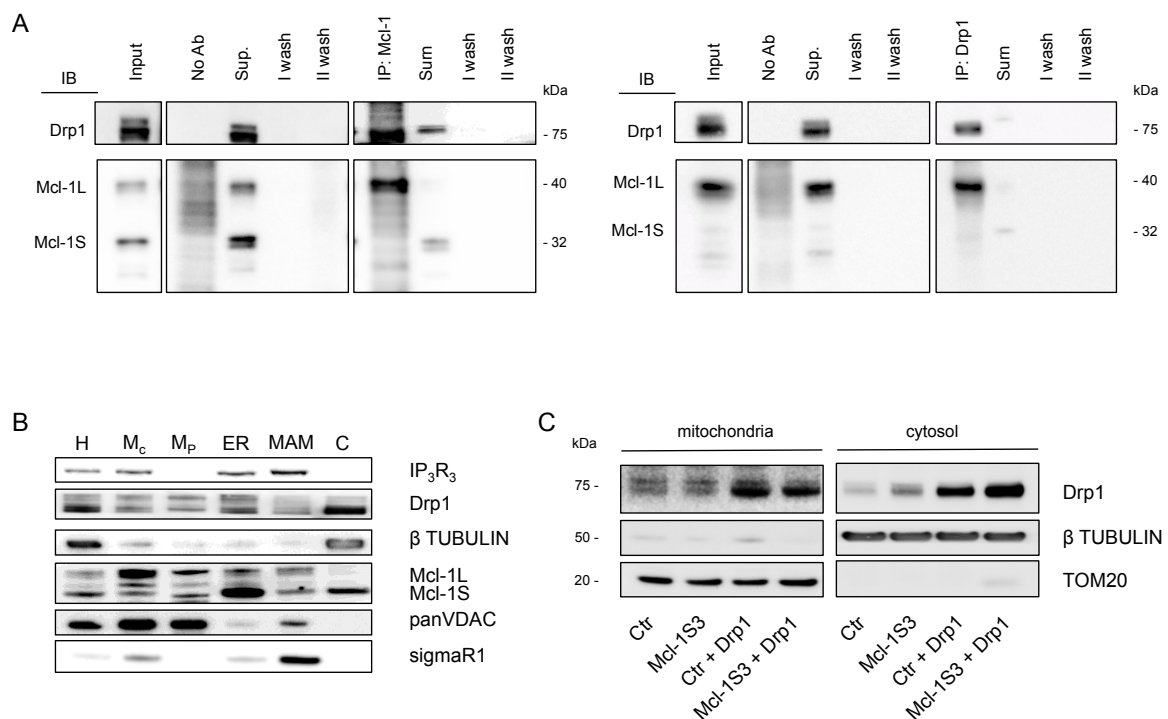 A
IB
Input
No Ab
Sup.
I wash
II wash
IP: Mcl-1
Surn
I wash
II wash
kDa
Drp1
- 75
Mcl-1L
- 40
Mcl-1S
- 32
IB
Input
No Ab
Sup.
I wash
II wash
IP: Drp1
Surn
I wash
II wash
kDa
Drp1
- 75
Mcl-1L
- 40
Mcl-1S
- 32
B
H Mc MP ER MAM C
IP3R3
Drp1
β TUBULIN
Mcl-1L
Mcl-1S
panVDAC
sigmaR1
C
kDa
mitochondria
cytosol
75 -
Drp1
50 -
β TUBULIN
20 -
TOM20
Ctr
Mcl-1S3
Ctr + Drp1
Mcl-1S3 + Drp1
Ctr
Mcl-1S3
Ctr + Drp1
Mcl-1S3 + Drp1